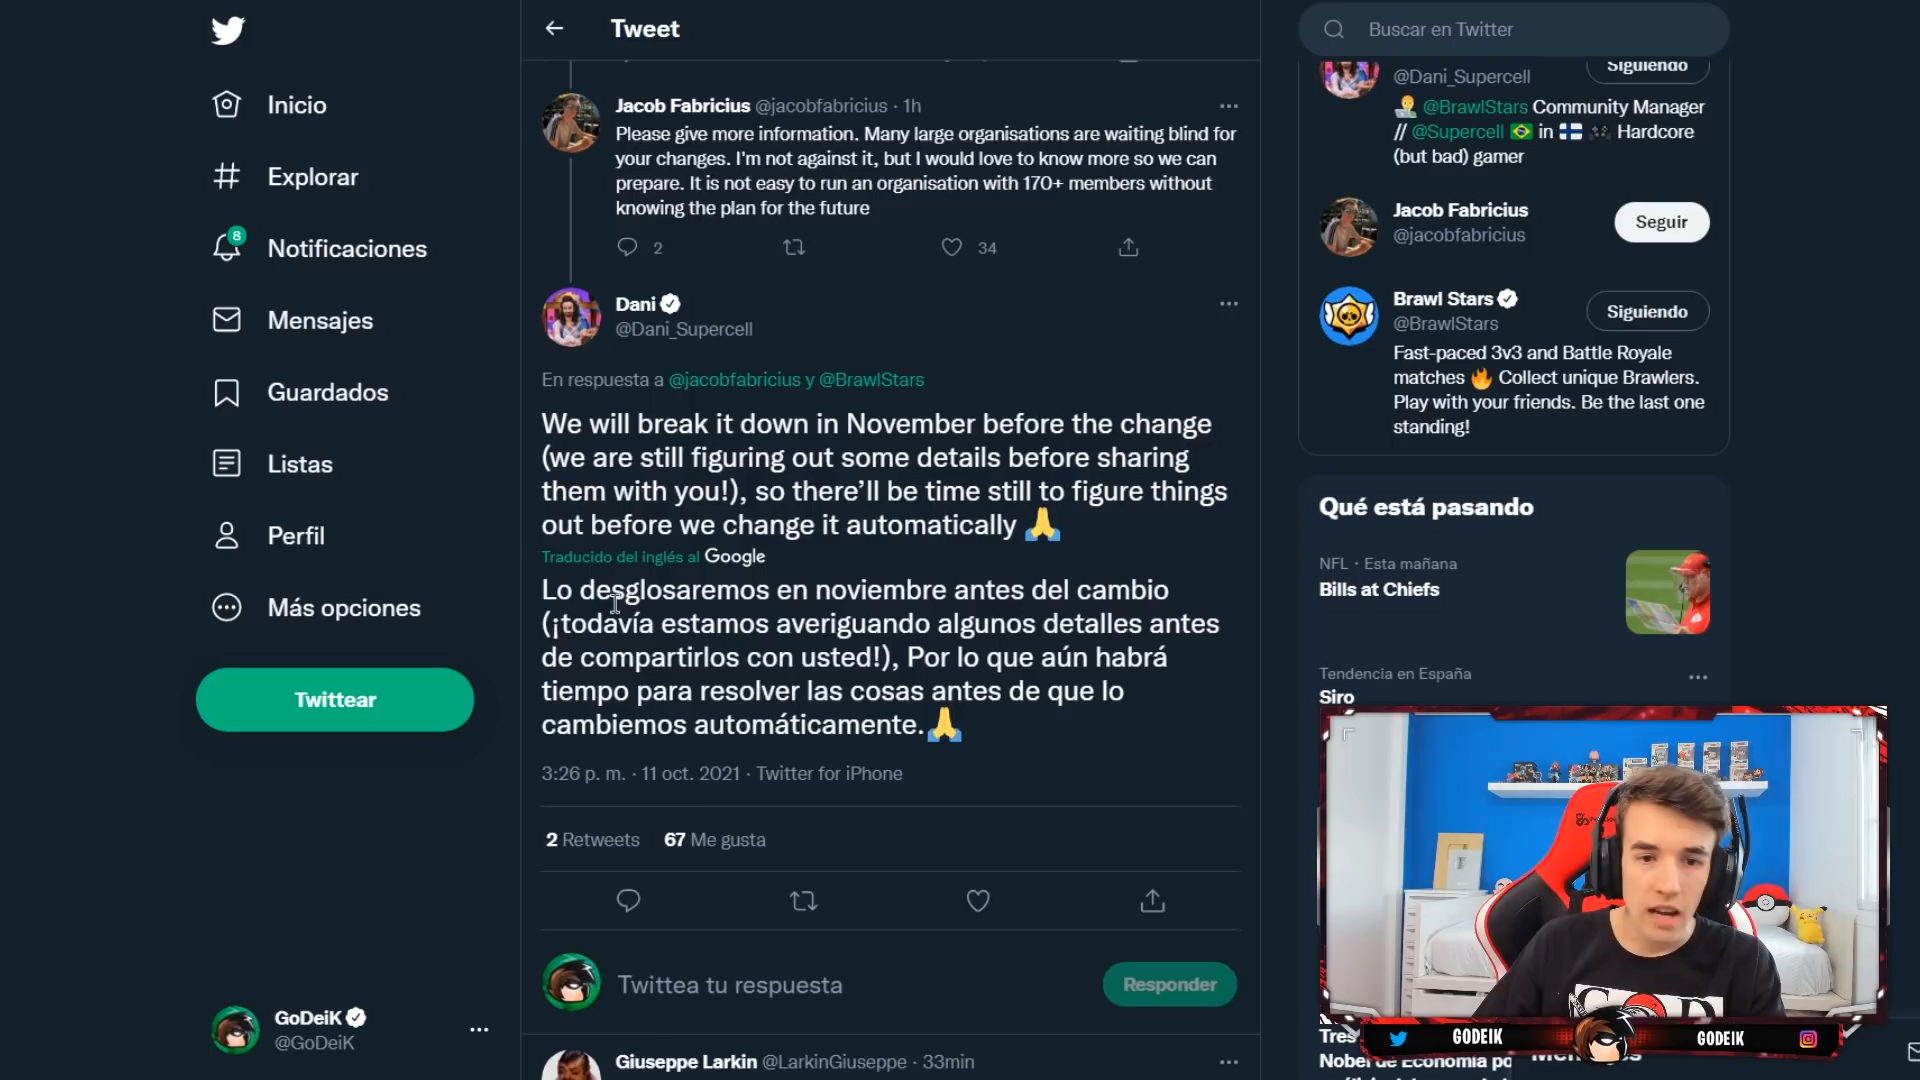 Inicio
Explorar
8
Notificaciones
Mensajes
Guardados
Listas
Perfil
Más opciones
Twittear
GoDeiK
@GoDeiK
Tweet
Jacob Fabricius @jacobfabricius · 1h
Please give more information. Many large organisations are waiting blind for
your changes. I'm not against it, but I would love to know more so we can
prepare. It is not easy to run an organisation with 170+ members without
knowing the plan for the future
2
34
Dani
@Dani_Supercell
En respuesta a @jacobfabricius y @BrawlStars
We will break it down in November before the change
(we are still figuring out some details before sharing
them with you!), so there’ll be time still to figure things
out before we change it automatically 🙏
Traducido del inglés al Google
Lo desglosaremos en noviembre antes del cambio
(¡todavía estamos averiguando algunos detalles antes
de compartirlos con usted!), Por lo que aún habrá
tiempo para resolver las cosas antes de que lo
cambiemos automáticamente.🙏
3:26 p. m. · 11 oct. 2021 · Twitter for iPhone
2 Retweets 67 Me gusta
Twittea tu respuesta
Responder
Giuseppe Larkin @LarkinGiuseppe · 33min
Buscar en Twitter
@Dani_Supercell
Siguiendo
@BrawlStars Community Manager
// @Supercell 🇧🇷 in 🇫🇮 Hardcore
(but bad) gamer
Jacob Fabricius
@jacobfabricius
Seguir
Brawl Stars
@BrawlStars
Siguiendo
Fast-paced 3v3 and Battle Royale
matches 🔥 Collect unique Brawlers.
Play with your friends. Be the last one
standing!
Qué está pasando
NFL · Esta mañana
Bills at Chiefs
Tendencia en España
Siro
GODEIK
GODEIK
Tres
Nobel de Economía po